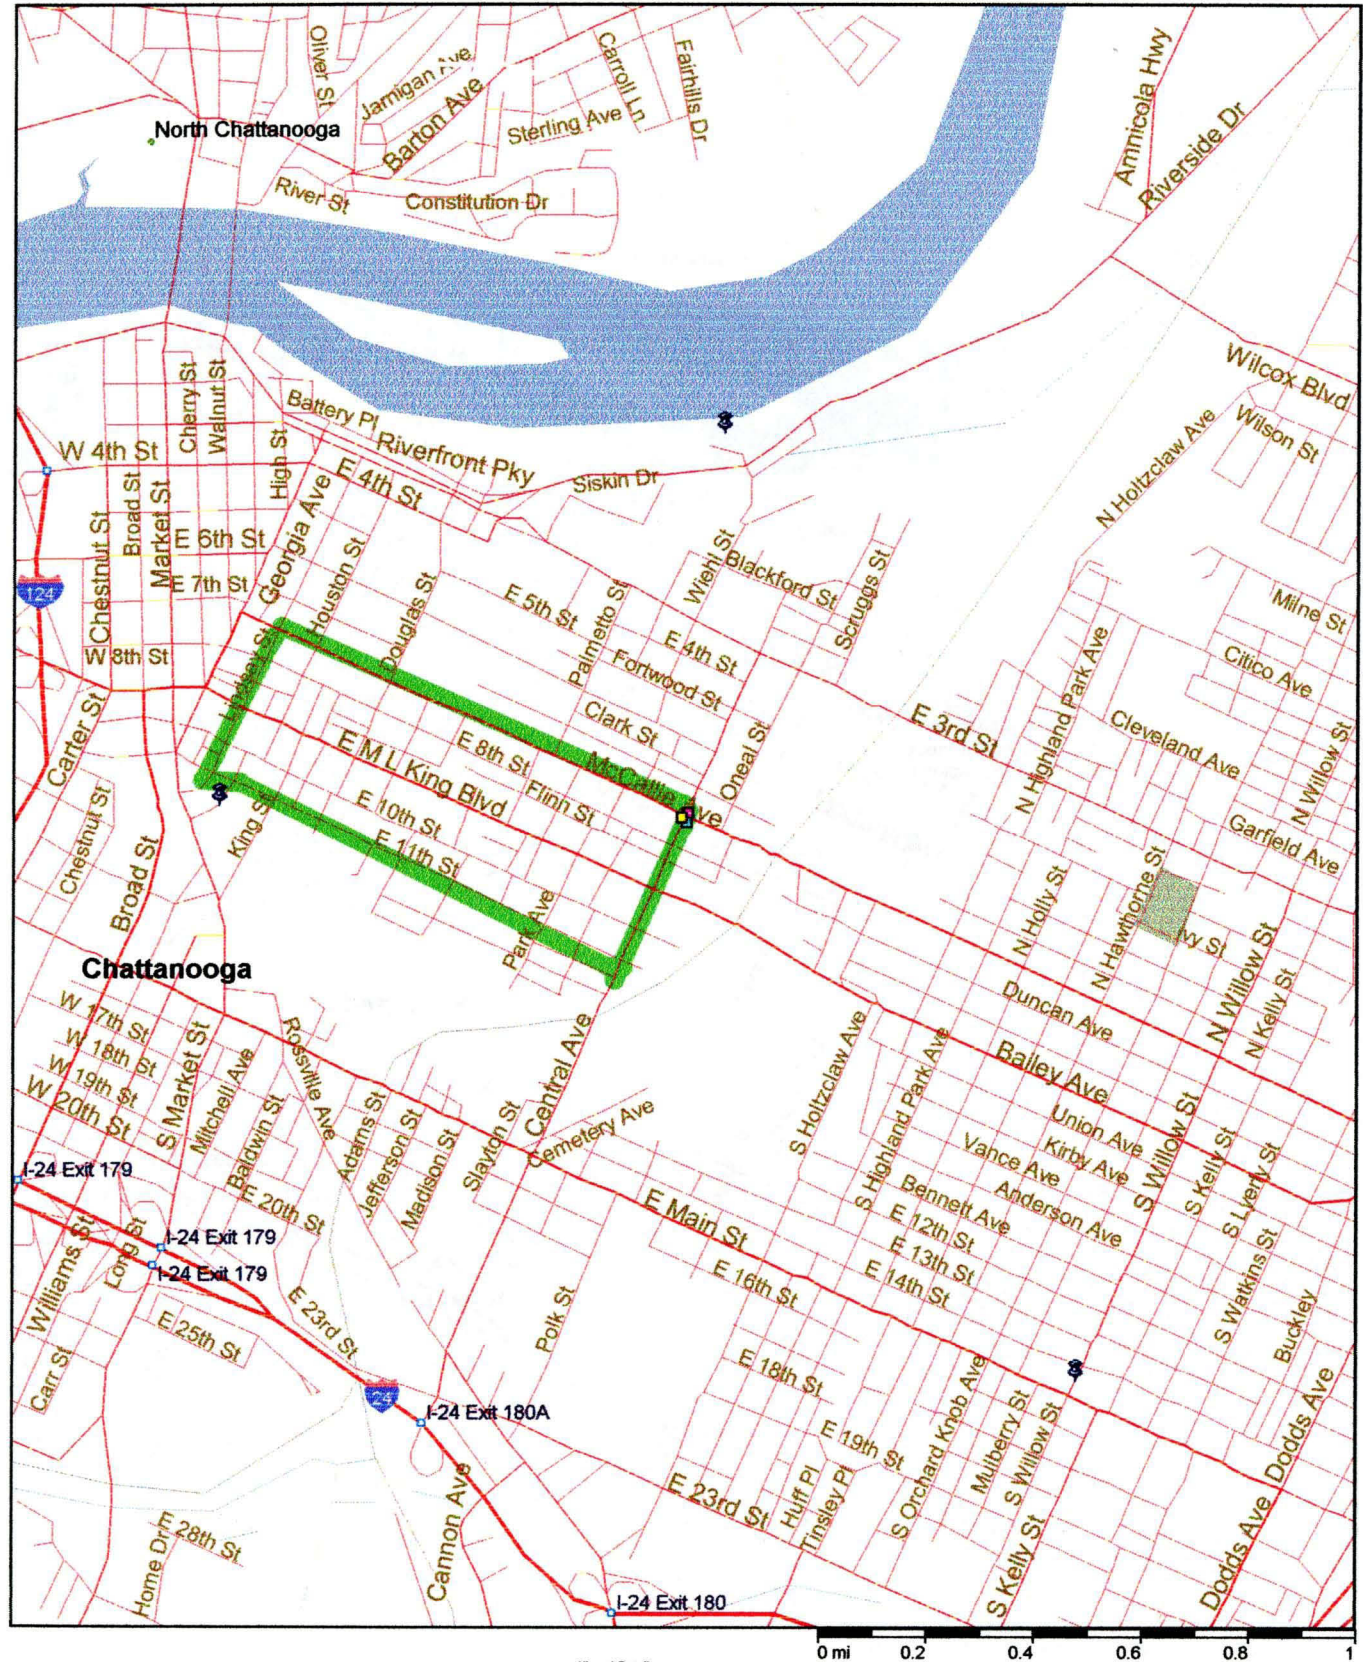 Oliver St
Jarnigan Ave
Barton Ave
Carroll Ln
Fairhills Dr
Sterling Ave
Amnicola Hwy
Riverside Dr
North Chattanooga
River St
Constitution Dr
Wilcox Blvd
Wilson St
N Holtzclaw Ave
Cherry St
Walnut St
Battery Pl
Riverfront Pky
W 4th St
High St
E 4th St
Siskin Dr
Broad St
Market St
Chestnut St
W
E 6th St
Georgia Ave
E 7th St
Houston St
Douglas St
124
W 8th St
Lindsey St
E 5th St
Palmetto St
Wiehl St
Blackford St
Scruggs St
E 4th St
Fortwood St
Clark St
Oneal St
E 3rd St
N Highland Park Ave
Milne St
Citico Ave
Cleveland Ave
N Willow St
Garfield Ave
Carter St
Chestnut St
Broad St
King St
E M L King Blvd
E 8th St
Flinn St
McCallie Ave
E 10th St
E 11th St
Park Ave
N Holly St
N Hawthorne St
Ivy St
N Willow St
N Kelly St
Duncan Ave
Bailey Ave
Chattanooga
W 17th St
W 18th St
W 19th St
W 20th St
S Market St
Mitchell Ave
Baldwin St
Rossville Ave
Adams St
Jefferson St
Madison St
Slayton St
Central Ave
Cemetery Ave
S Holtzclaw Ave
S Highland Park Ave
Union Ave
Kirby Ave
Vance Ave
Anderson Ave
Bennett Ave
E 12th St
E 13th St
E 14th St
S Willow St
S Kelly St
S Lyerly St
S Watkins St
Buckley
I-24 Exit 179
E 20th St
I-24 Exit 179
I-24 Exit 179
Williams St
Long St
E 25th St
E 23rd St
Carr St
24
I-24 Exit 180A
Polk St
E Main St
E 16th St
E 18th St
E 19th St
S Orchard Knob Ave
Mulberry St
S Willow St
Dodds Ave
Dodds Ave
E 23rd St
Huff Pl
Tinsley Pl
S Kelly St
Cannon Ave
E 28th St
Home Dr
I-24 Exit 180
0 mi 0.2 0.4 0.6 0.8 1